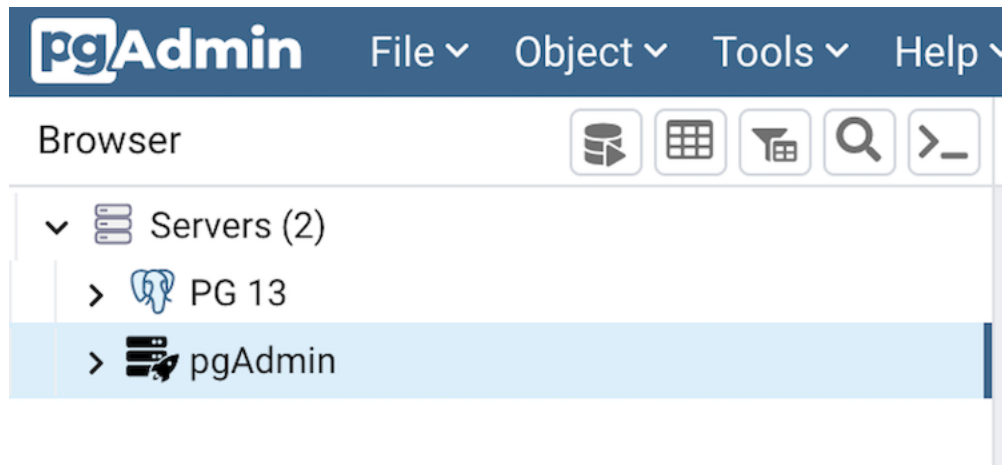 pgAdmin File Object Tools Help
Browser
Servers (2)
PG 13
pgAdmin